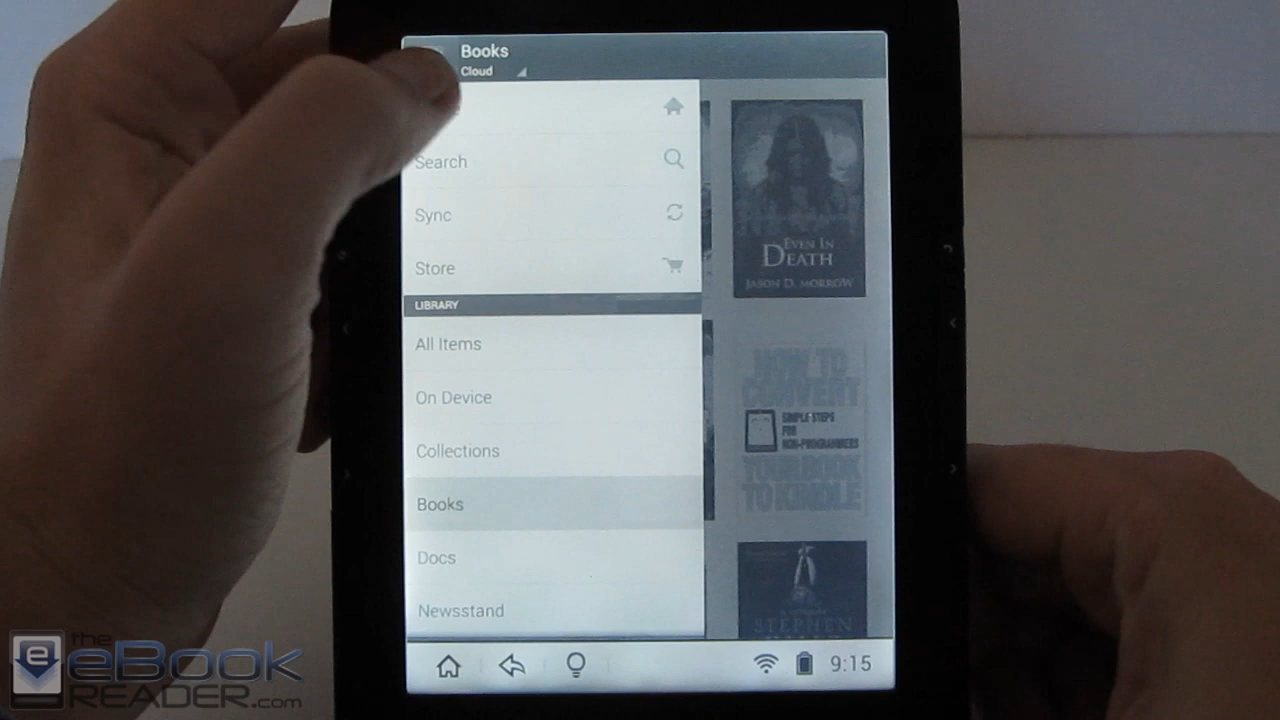 Books
Cloud
Search
Sync
Store
LIBRARY
All Items
On Device
Collections
Books
Docs
Newsstand
EVEN IN
DEATH
JASON D. MORROW
HOW TO
CONVERT
SIMPLE STEPS
FOR
NON-PROGRAMMERS
YOUR BOOK
TO KINDLE
STEPHEN
9:15
the
eBook
READER.com